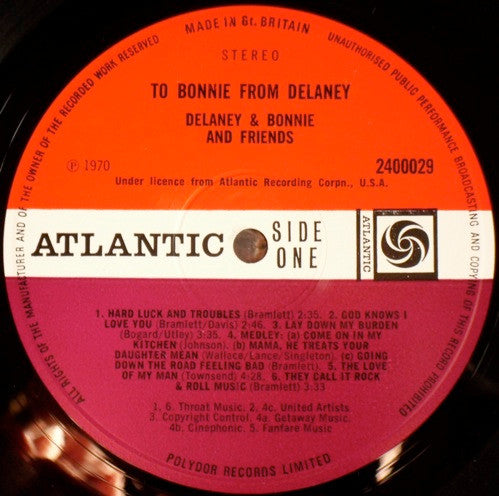 MADE IN Gt. BRITAIN
ALL RIGHTS OF THE MANUFACTURER AND OF THE OWNER OF THE RECORDED WORK RESERVED
UNAUTHORISED PUBLIC PERFORMANCE BROADCASTING AND COPYING OF THIS RECORD PROHIBITED
STEREO
TO BONNIE FROM DELANEY
DELANEY & BONNIE
AND FRIENDS
℗ 1970
2400029
Under licence from Atlantic Recording Corpn., U.S.A.
ATLANTIC
SIDE
ONE
ATLANTIC
1. HARD LUCK AND TROUBLES (Bramlett) 2:35. 2. GOD KNOWS I
LOVE YOU (Bramlett/Davis) 2:46. 3. LAY DOWN MY BURDEN
(Bogard/Utley) 3:35. 4. MEDLEY: (a) COME ON IN MY
KITCHEN (Johnson). (b) MAMA, HE TREATS YOUR
DAUGHTER MEAN (Wallace/Lance/Singleton). (c) GOING
DOWN THE ROAD FEELING BAD (Bramlett) 5. THE LOVE
OF MY MAN (Townsend) 4:28. 6. THEY CALL IT ROCK
& ROLL MUSIC (Bramlett) 3:33
1. 6. Throat Music. 2. 4c. United Artists
3. Copyright Control. 4a. Getaway Music
4b. Cinephonic. 5. Fanfare Music
POLYDOR RECORDS LIMITED